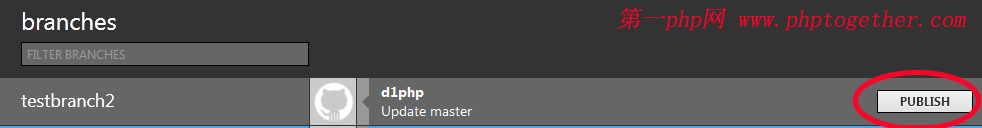 branches
第一php网 www.phptogether.com
FILTER BRANCHES
testbranch2
d1php
Update master
PUBLISH